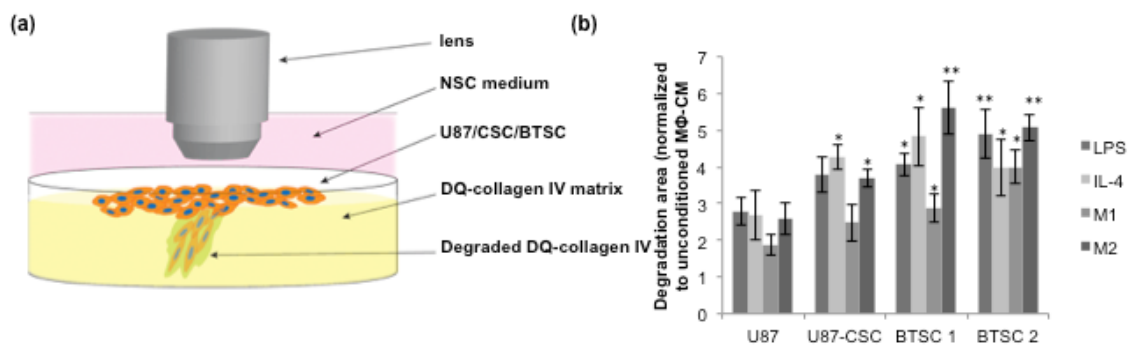 (a)
lens
NSC medium
U87/CSC/BTSC
DQ-collagen IV matrix
Degraded DQ-collagen IV
(b)
Degradation area (normalized
to unconditioned MΦ-CM)
7
6
5
4
3
2
1
0
*
*
*
*
**
*
**
*
*
**
U87
U87-CSC
BTSC 1
BTSC 2
LPS
IL-4
M1
M2